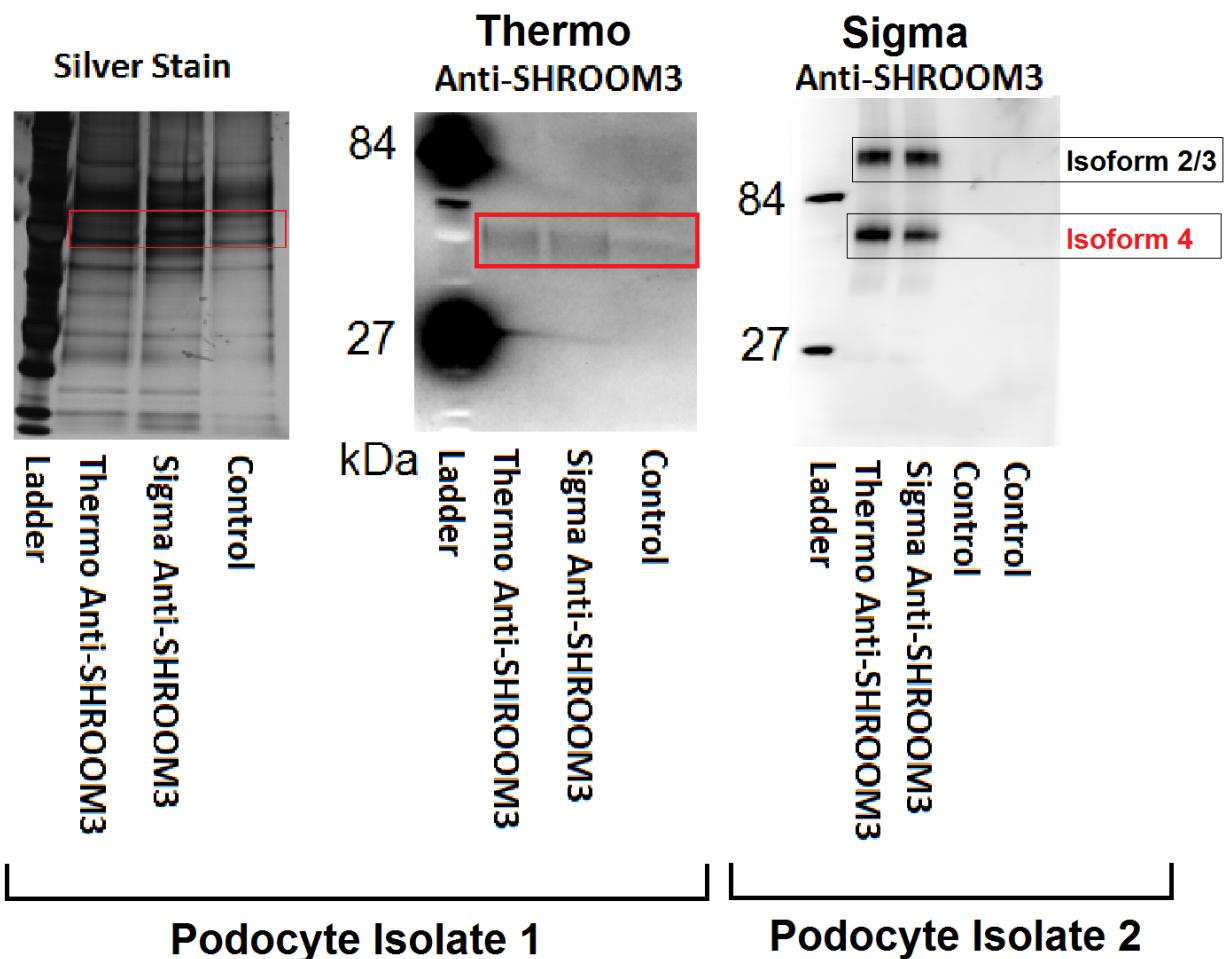 Silver Stain
Thermo
Anti-SHROOM3
Sigma
Anti-SHROOM3
84
27
kDa
84
27
Isoform 2/3
Isoform 4
Ladder
Thermo Anti-SHROOM3
Sigma Anti-SHROOM3
Control
Ladder
Thermo Anti-SHROOM3
Sigma Anti-SHROOM3
Control
Ladder
Thermo Anti-SHROOM3
Sigma Anti-SHROOM3
Control
Control
Podocyte Isolate 1
Podocyte Isolate 2